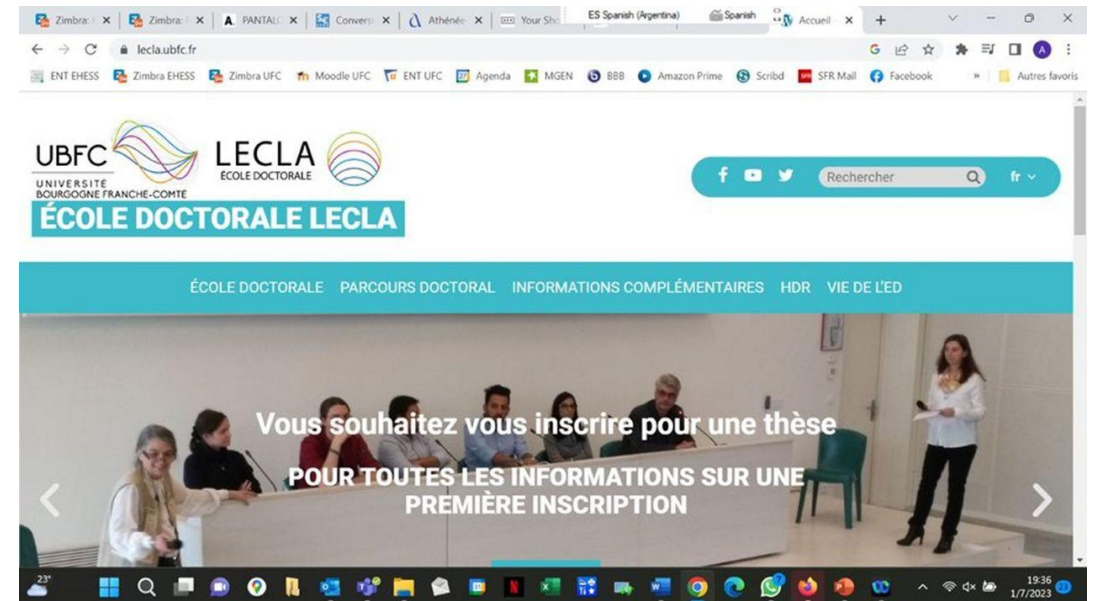 Zimbra:
Zimbra:
PANTAL
Convers
Athénée
Your Sho
ES Spanish (Argentina)
Spanish
Accueil
lecla.ubfc.fr
ENT EHESS
Zimbra EHESS
Zimbra UFC
Moodle UFC
ENT UFC
Agenda
MGEN
BBB
Amazon Prime
Scribd
SFR Mail
Facebook
»
Autres favoris
UBFC
UNIVERSITÉ
BOURGOGNE FRANCHE-COMTÉ
LECLA
ÉCOLE DOCTORALE
Rechercher
fr
ÉCOLE DOCTORALE LECLA
ÉCOLE DOCTORALE
PARCOURS DOCTORAL
INFORMATIONS COMPLÉMENTAIRES
HDR
VIE DE L'ED
Vous souhaitez vous inscrire pour une thèse
POUR TOUTES LES INFORMATIONS SUR UNE
PREMIÈRE INSCRIPTION
23°
19:36
1/7/2023